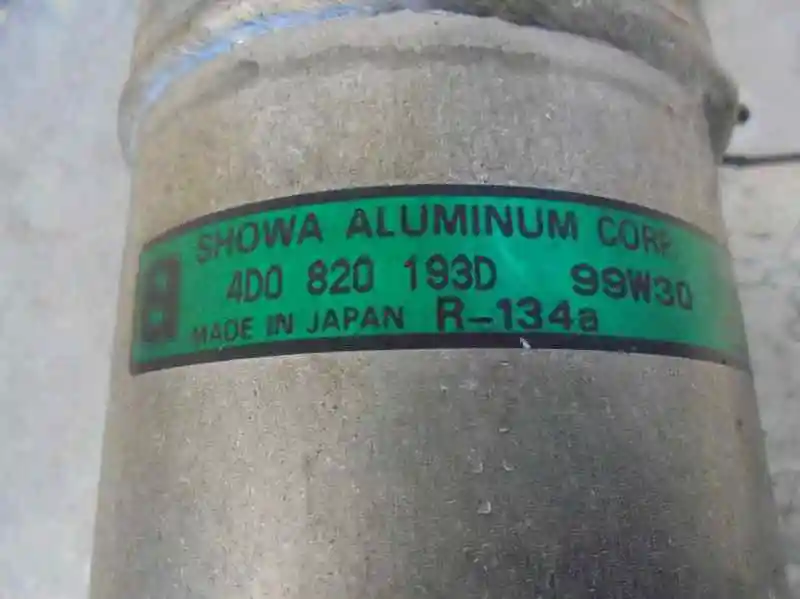 SHOWA ALUMINUM CORP.
4D0 820 193D 99W30
MADE IN JAPAN R-134a